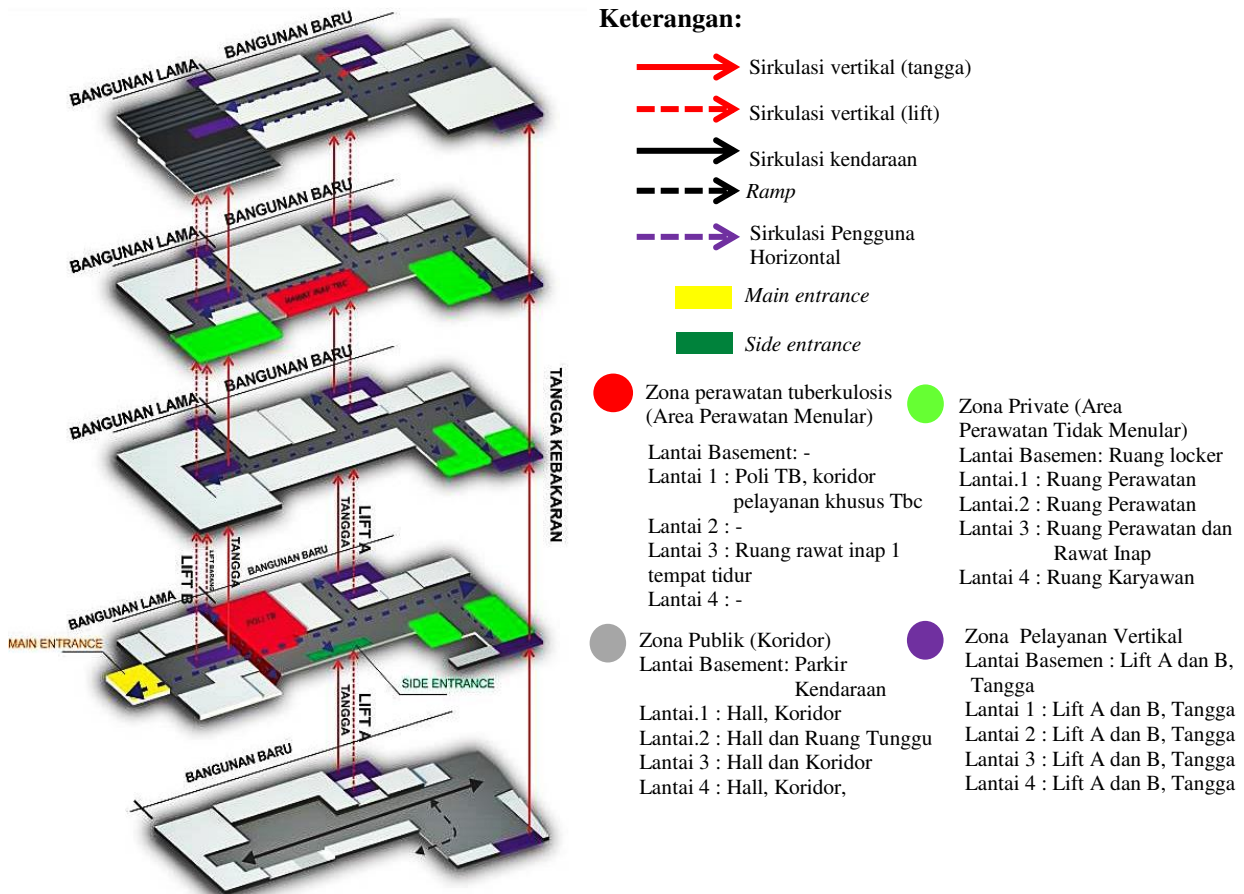 BANGUNAN BARU
BANGUNAN LAMA
BANGUNAN BARU
BANGUNAN LAMA
RAWAT INAP TBC
BANGUNAN BARU
BANGUNAN LAMA
TANGGA KEBAKARAN
TANGGA
LIFT A
LIFT B
LIFT BARANG
TANGGA
BANGUNAN BARU
BANGUNAN LAMA
POLI TB
MAIN ENTRANCE
SIDE ENTRANCE
TANGGA
LIFT A
BANGUNAN BARU
Keterangan:
Sirkulasi vertikal (tangga)
Sirkulasi vertikal (lift)
Sirkulasi kendaraan
Ramp
Sirkulasi Pengguna
Horizontal
Main entrance
Side entrance
Zona perawatan tuberkulosis
(Area Perawatan Menular)
Lantai Basement: -
Lantai 1 : Poli TB, koridor
pelayanan khusus Tbc
Lantai 2 : -
Lantai 3 : Ruang rawat inap 1
tempat tidur
Lantai 4 : -
Zona Private (Area
Perawatan Tidak Menular)
Lantai Basemen: Ruang locker
Lantai.1 : Ruang Perawatan
Lantai.2 : Ruang Perawatan
Lantai 3 : Ruang Perawatan dan
Rawat Inap
Lantai 4 : Ruang Karyawan
Zona Publik (Koridor)
Lantai Basement: Parkir
Kendaraan
Lantai.1 : Hall, Koridor
Lantai.2 : Hall dan Ruang Tunggu
Lantai 3 : Hall dan Koridor
Lantai 4 : Hall, Koridor,
Zona Pelayanan Vertikal
Lantai Basemen : Lift A dan B,
Tangga
Lantai 1 : Lift A dan B, Tangga
Lantai 2 : Lift A dan B, Tangga
Lantai 3 : Lift A dan B, Tangga
Lantai 4 : Lift A dan B, Tangga